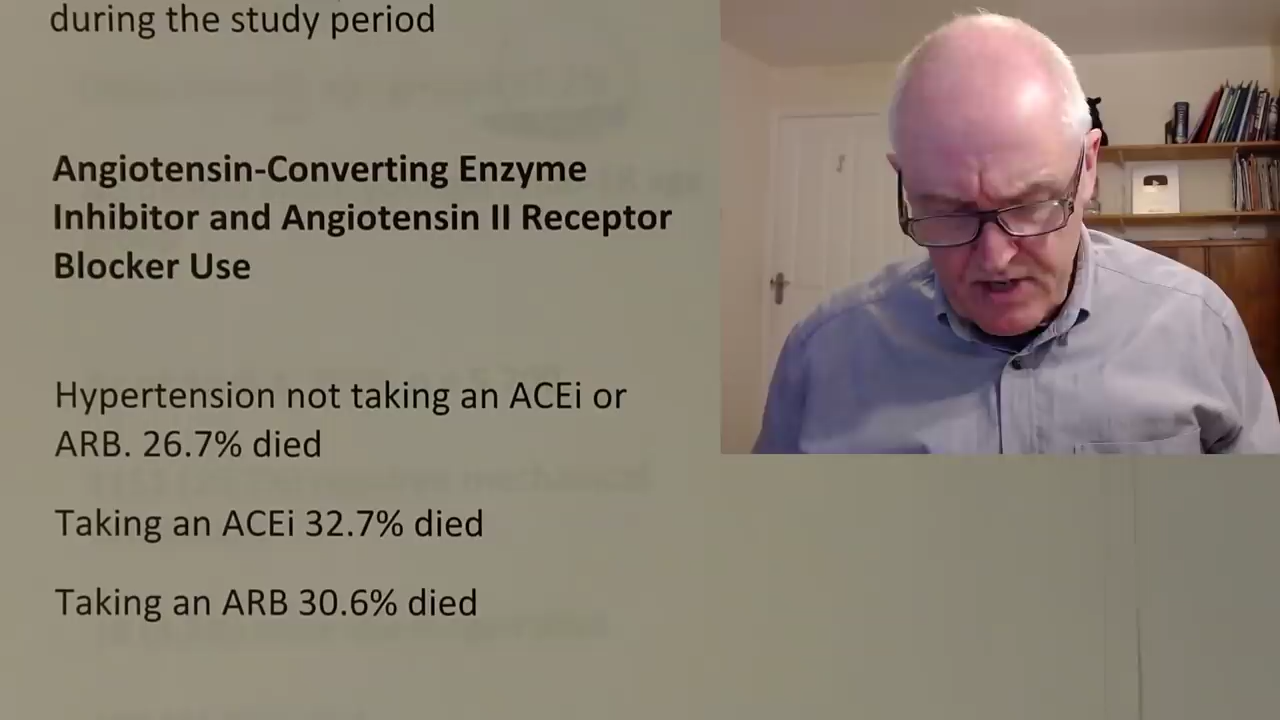 during the study period
Angiotensin-Converting Enzyme
Inhibitor and Angiotensin II Receptor
Blocker Use
Hypertension not taking an ACEi or
ARB. 26.7% died
Taking an ACEi 32.7% died
Taking an ARB 30.6% died